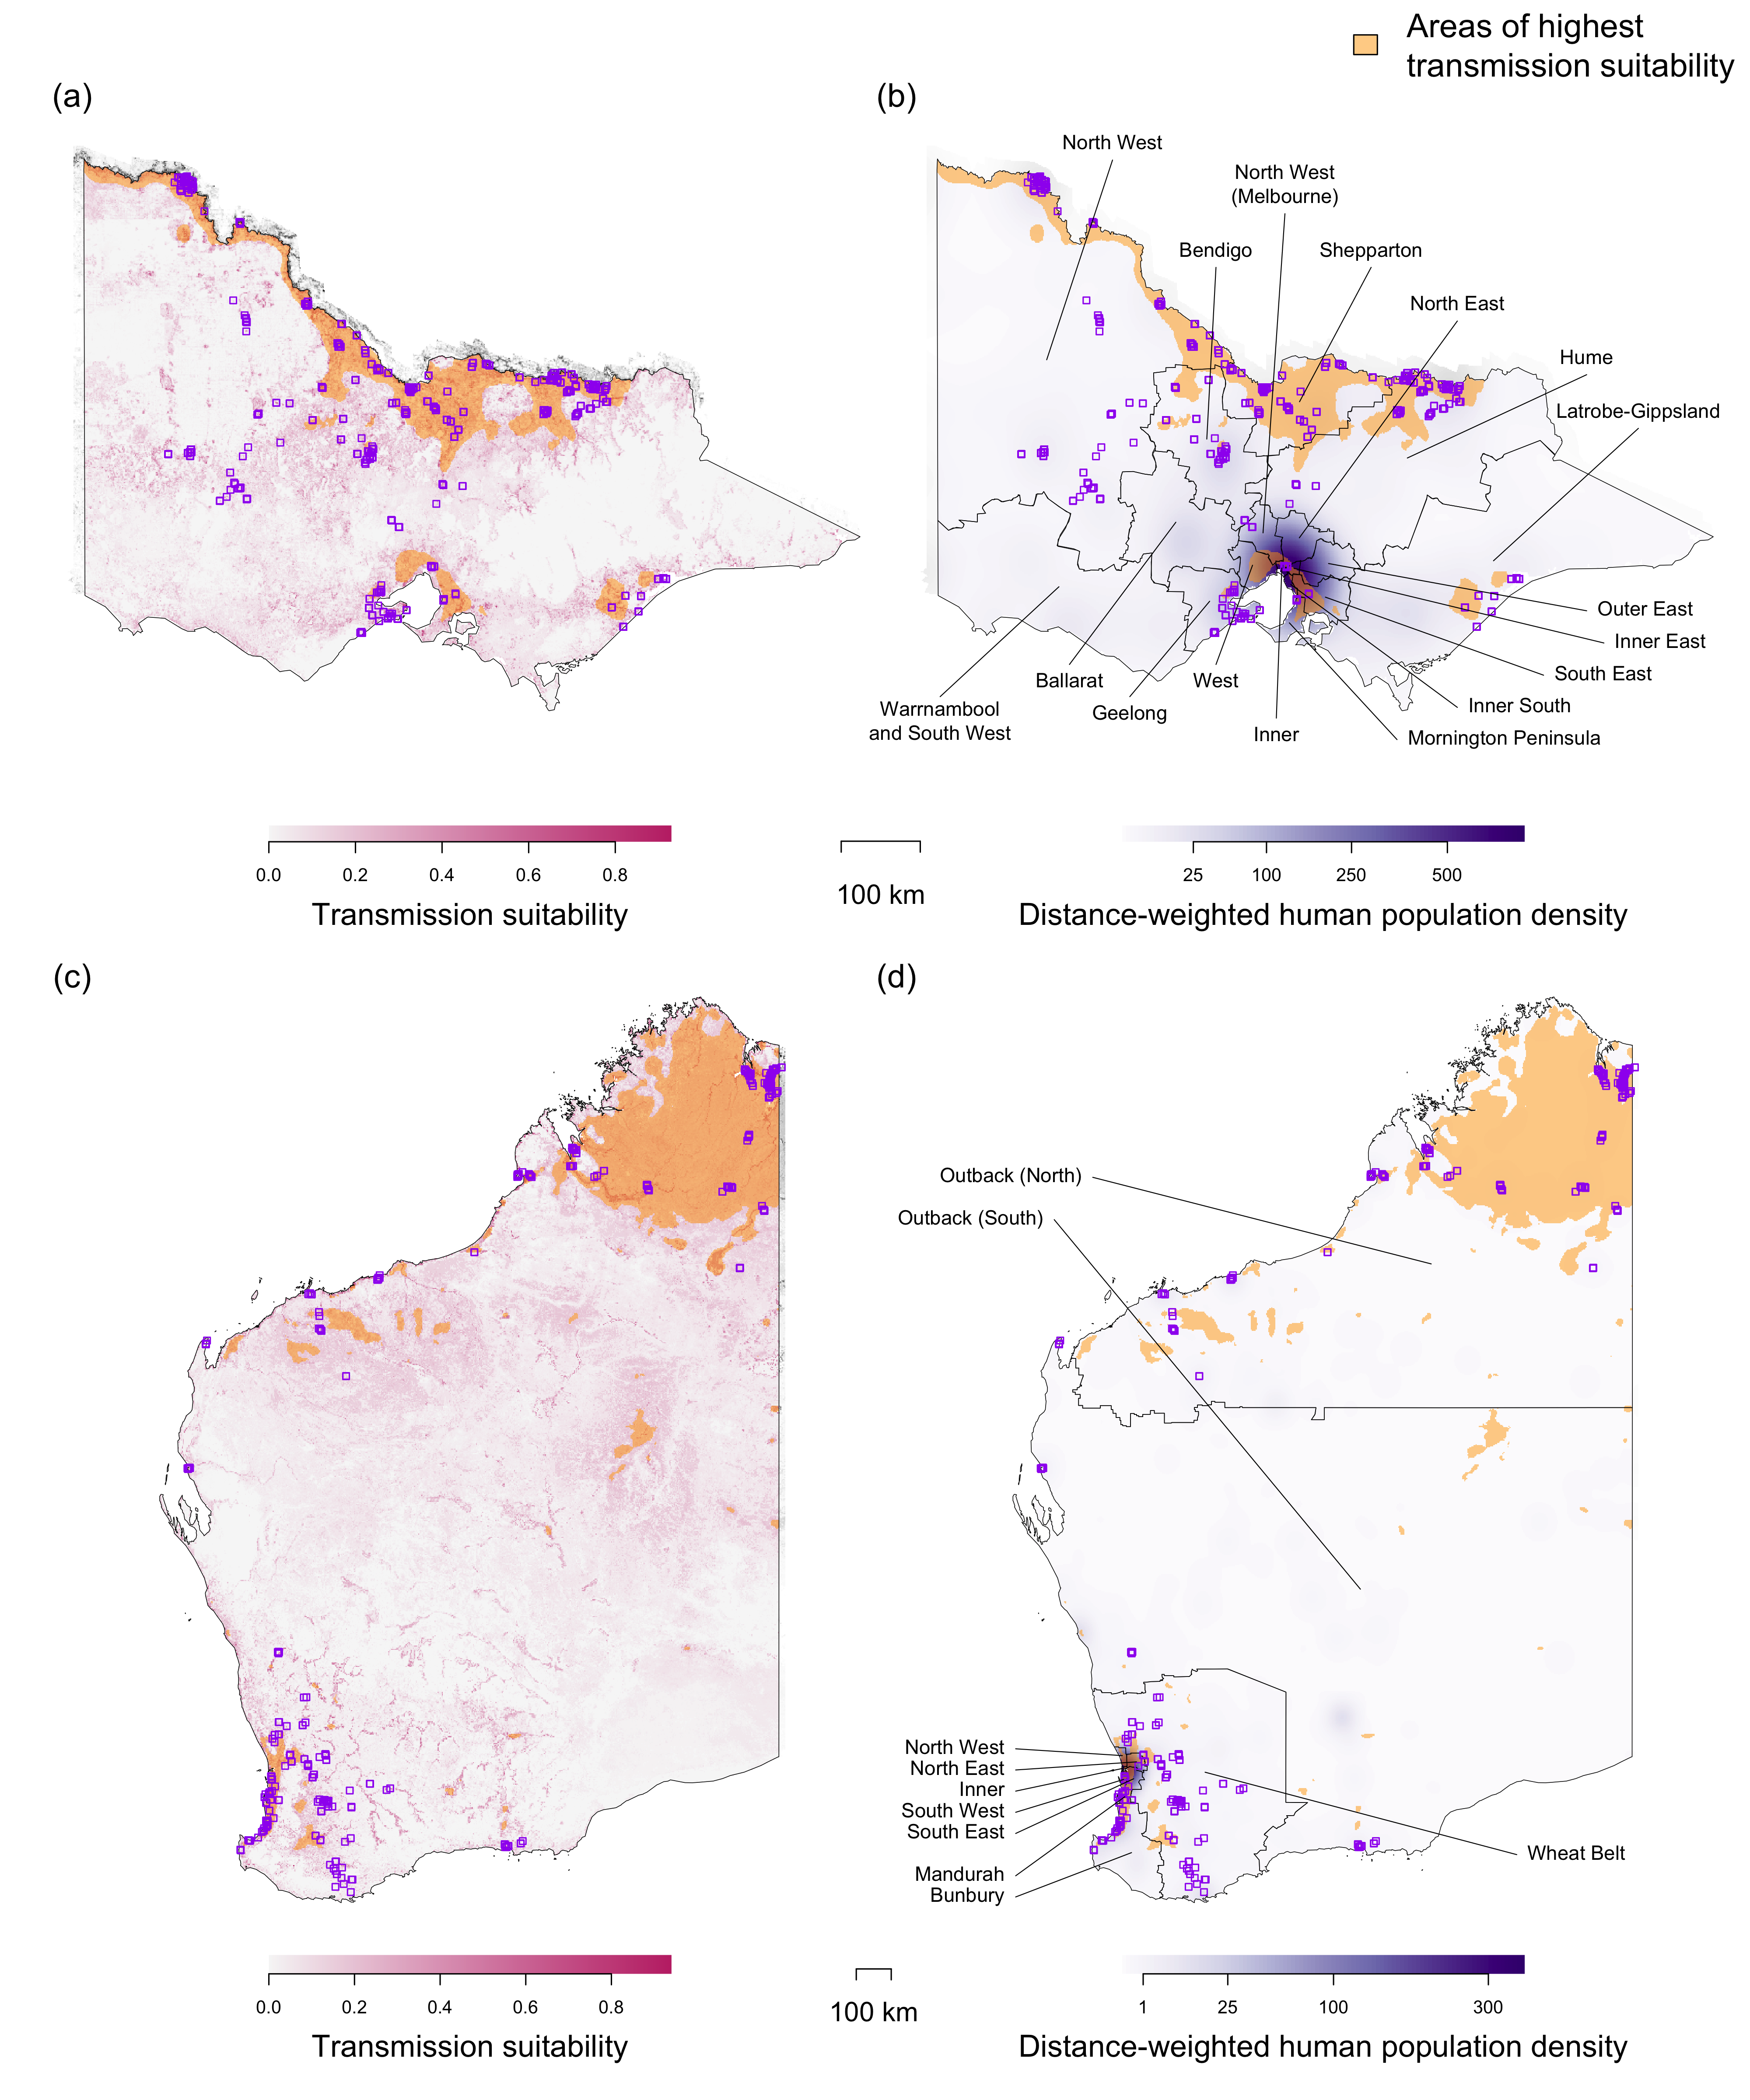 Areas of highest
transmission suitability
(a)
(b)
North West
North West
(Melbourne)
Bendigo
Shepparton
North East
Hume
Latrobe-Gippsland
Outer East
Inner East
South East
Inner South
Mornington Peninsula
Inner
West
Geelong
Ballarat
Warrnambool
and South West
0.0 0.2 0.4 0.6 0.8
Transmission suitability
100 km
25 100 250 500
Distance-weighted human population density
(c)
(d)
Outback (North)
Outback (South)
North West
North East
Inner
South West
South East
Mandurah
Bunbury
Wheat Belt
0.0 0.2 0.4 0.6 0.8
Transmission suitability
100 km
1 25 100 300
Distance-weighted human population density